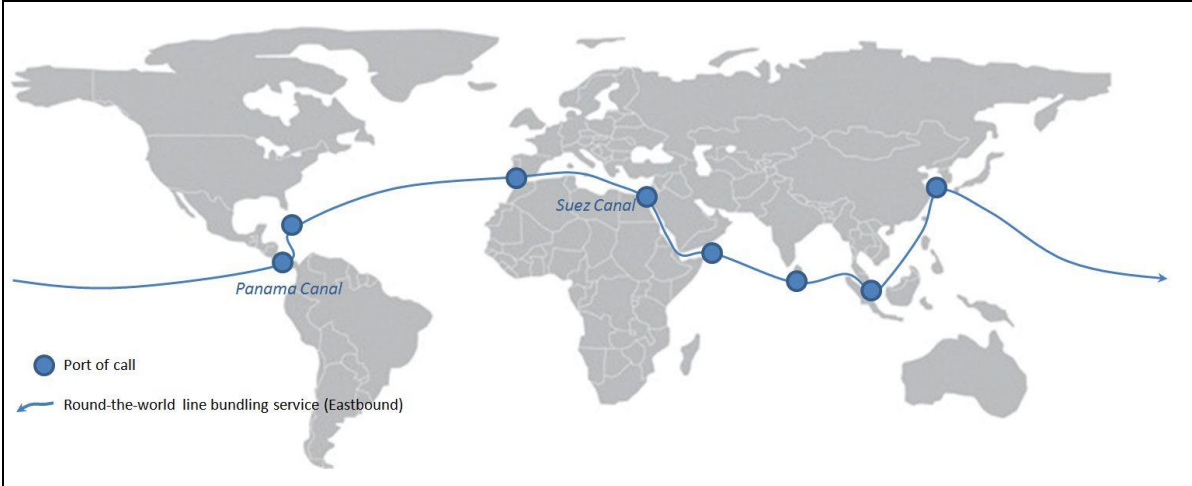 Suez Canal
Panama Canal
Port of call
Round-the-world line bundling service (Eastbound)